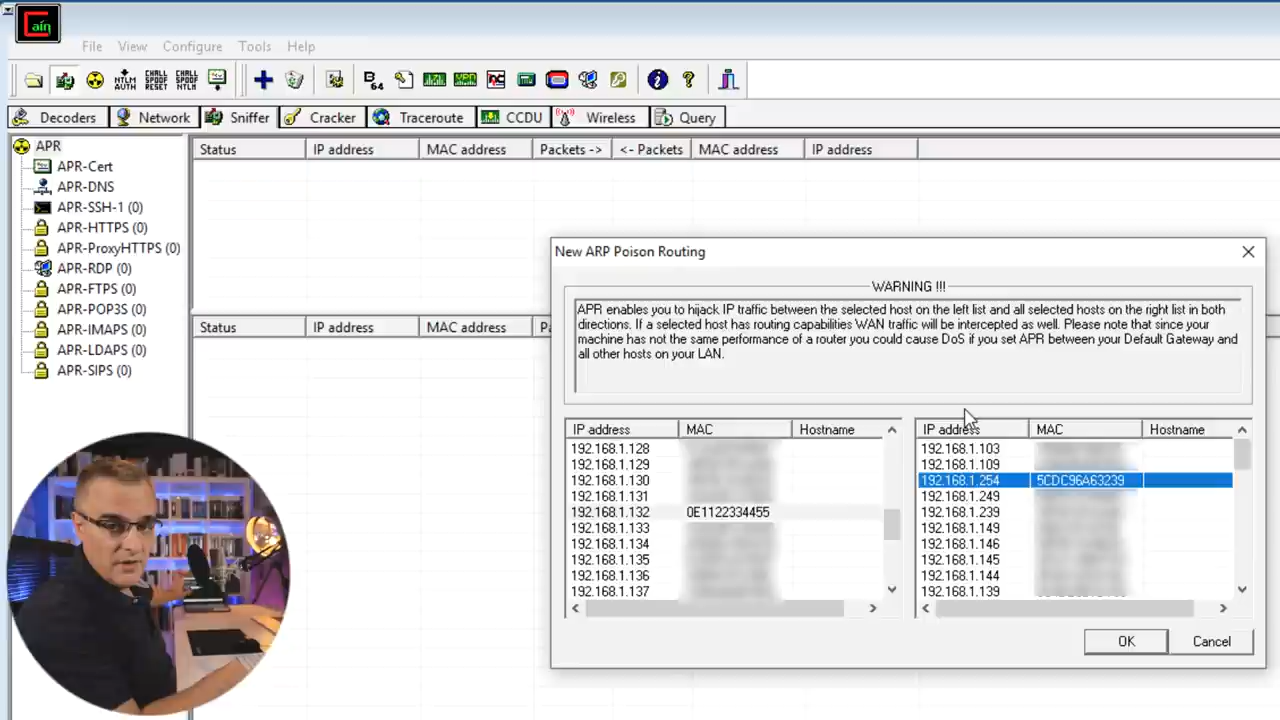 Cain
File View Configure Tools Help
NTLM AUTH CHALL SPOOF RESET CHALL SPOOF NTLM B 64
Decoders Network Sniffer Cracker Traceroute CCDU Wireless Query
APR
APR-Cert
APR-DNS
APR-SSH-1 (0)
APR-HTTPS (0)
APR-ProxyHTTPS (0)
APR-RDP (0)
APR-FTPS (0)
APR-POP3S (0)
APR-IMAPS (0)
APR-LDAPS (0)
APR-SIPS (0)
Status IP address MAC address Packets -> <- Packets MAC address IP address
Status IP address MAC address
New ARP Poison Routing
WARNING !!!
APR enables you to hijack IP traffic between the selected host on the left list and all selected hosts on the right list in both
directions. If a selected host has routing capabilities WAN traffic will be intercepted as well. Please note that since your
machine has not the same performance of a router you could cause DoS if you set APR between your Default Gateway and
all other hosts on your LAN.
IP address MAC Hostname
192.168.1.128
192.168.1.129
192.168.1.130
192.168.1.131
192.168.1.132 0E1122334455
192.168.1.133
192.168.1.134
192.168.1.135
192.168.1.136
192.168.1.137
IP address MAC Hostname
192.168.1.103
192.168.1.109
192.168.1.254 5CDC96A63239
192.168.1.249
192.168.1.239
192.168.1.149
192.168.1.146
192.168.1.145
192.168.1.144
192.168.1.139
OK Cancel